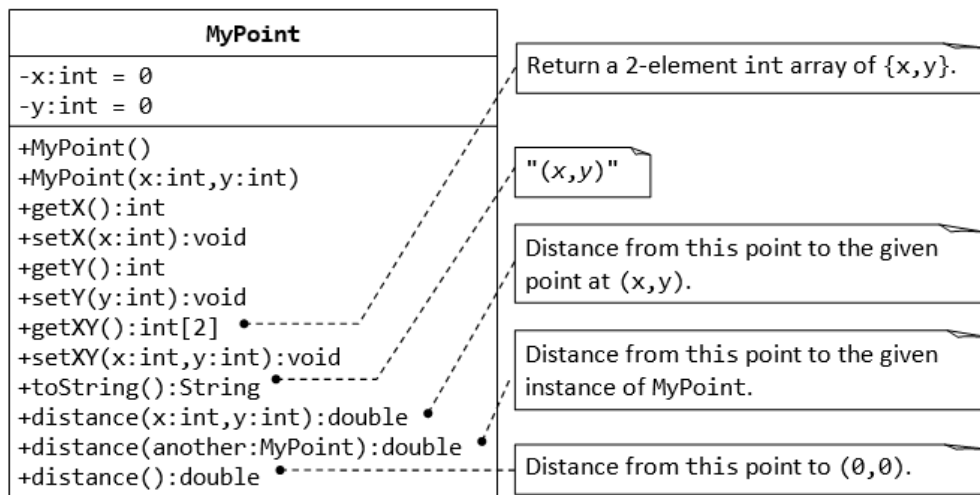 MyPoint
-x:int = 0
-y:int = 0
+MyPoint()
+MyPoint(x:int,y:int)
+getX():int
+setX(x:int):void
+getY():int
+setY(y:int):void
+getXY():int[2]
+setXY(x:int,y:int):void
+toString():String
+distance(x:int,y:int):double
+distance(another:MyPoint):double
+distance():double
Return a 2-element int array of {x,y}.
"(x,y)"
Distance from this point to the given
point at (x,y).
Distance from this point to the given
instance of MyPoint.
Distance from this point to (0,0).